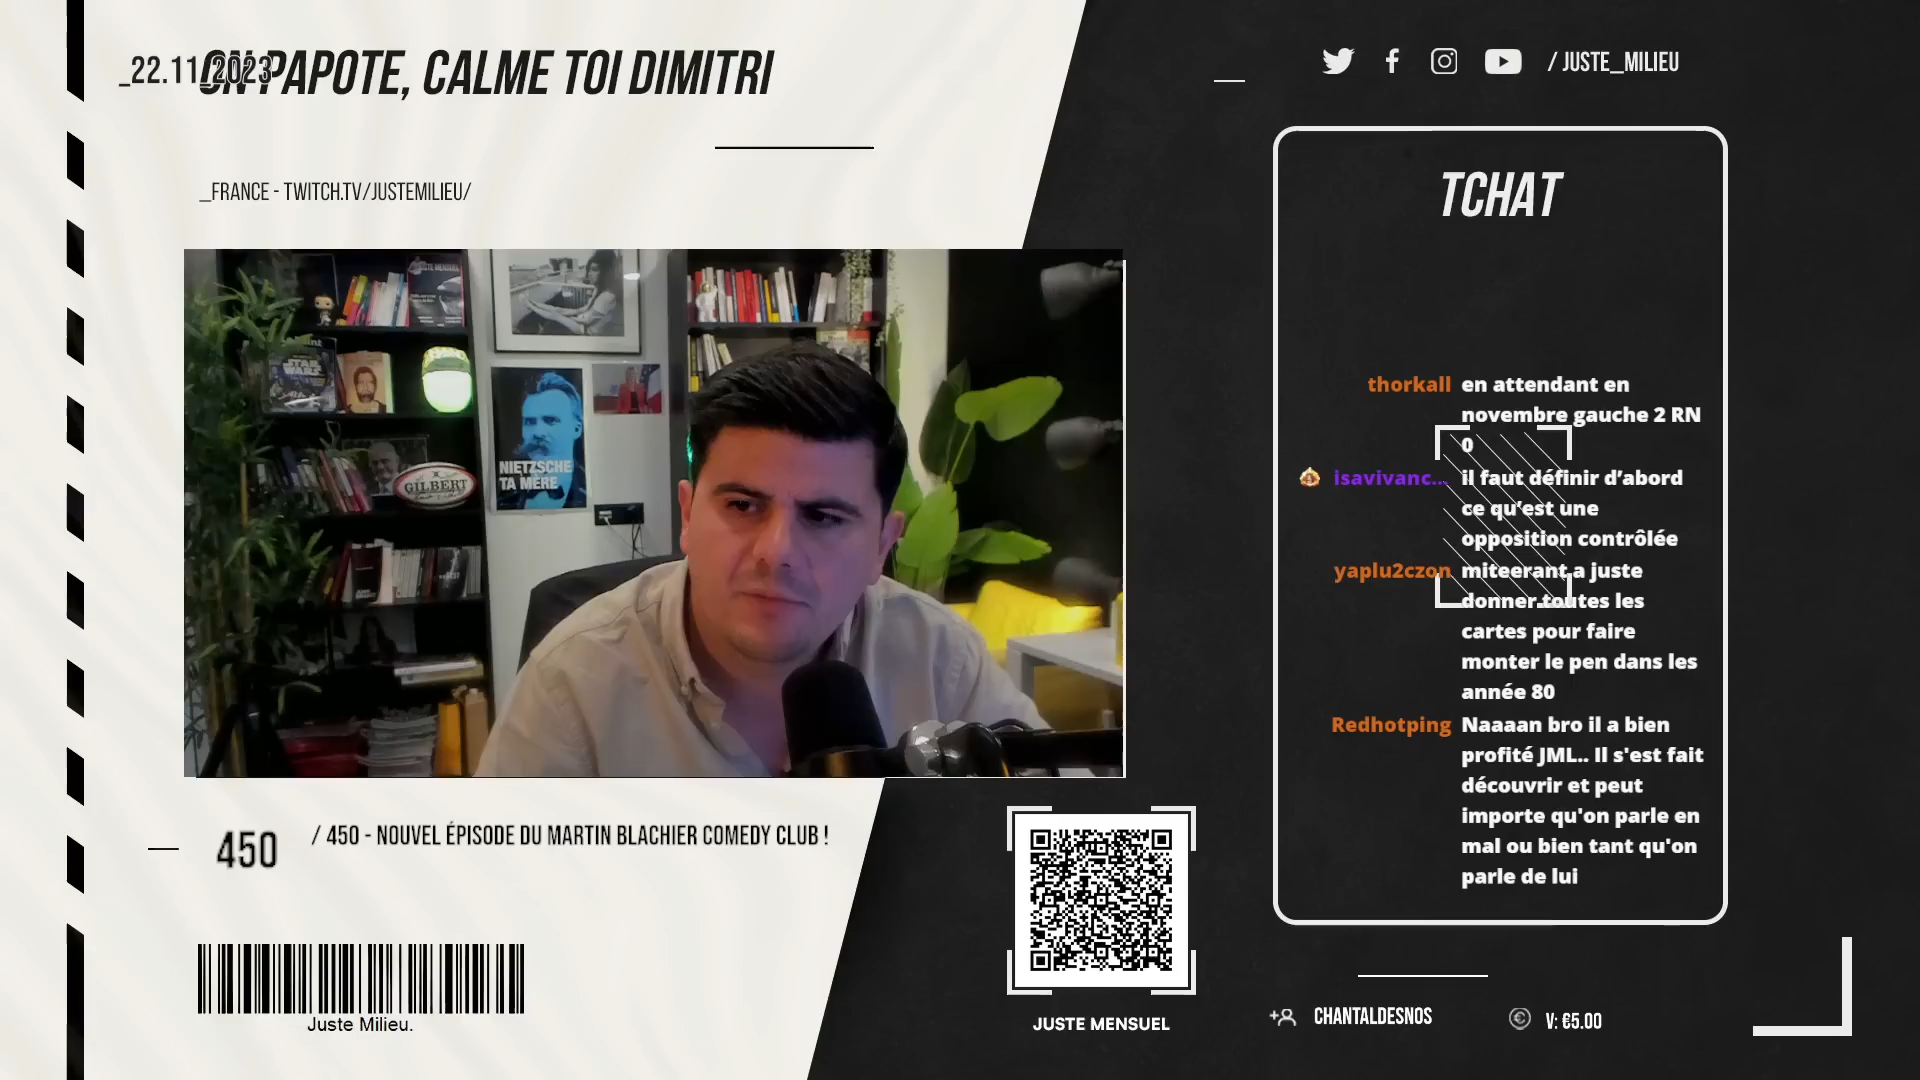 _22.11_2023
ON PAPOTE, CALME TOI DIMITRI
/ JUSTE_MILIEU
_FRANCE - TWITCH.TV/JUSTEMILIEU/
TCHAT
STAR
WARS
NIETZSCHE
TA MÈRE
GILBERT
thorkall en attendant en
novembre gauche 2 RN
0
isavivanc... il faut définir d’abord
ce qu’est une
opposition contrôlée
yaplu2czon miteerant a juste
donner toutes les
cartes pour faire
monter le pen dans les
année 80
Redhotping Naaaan bro il a bien
profité JML.. Il s'est fait
découvrir et peut
importe qu'on parle en
mal ou bien tant qu'on
parle de lui
450
/ 450 - NOUVEL ÉPISODE DU MARTIN BLACHIER COMEDY CLUB !
Juste Milieu.
JUSTE MENSUEL
CHANTALDESNOS
V: €5.00